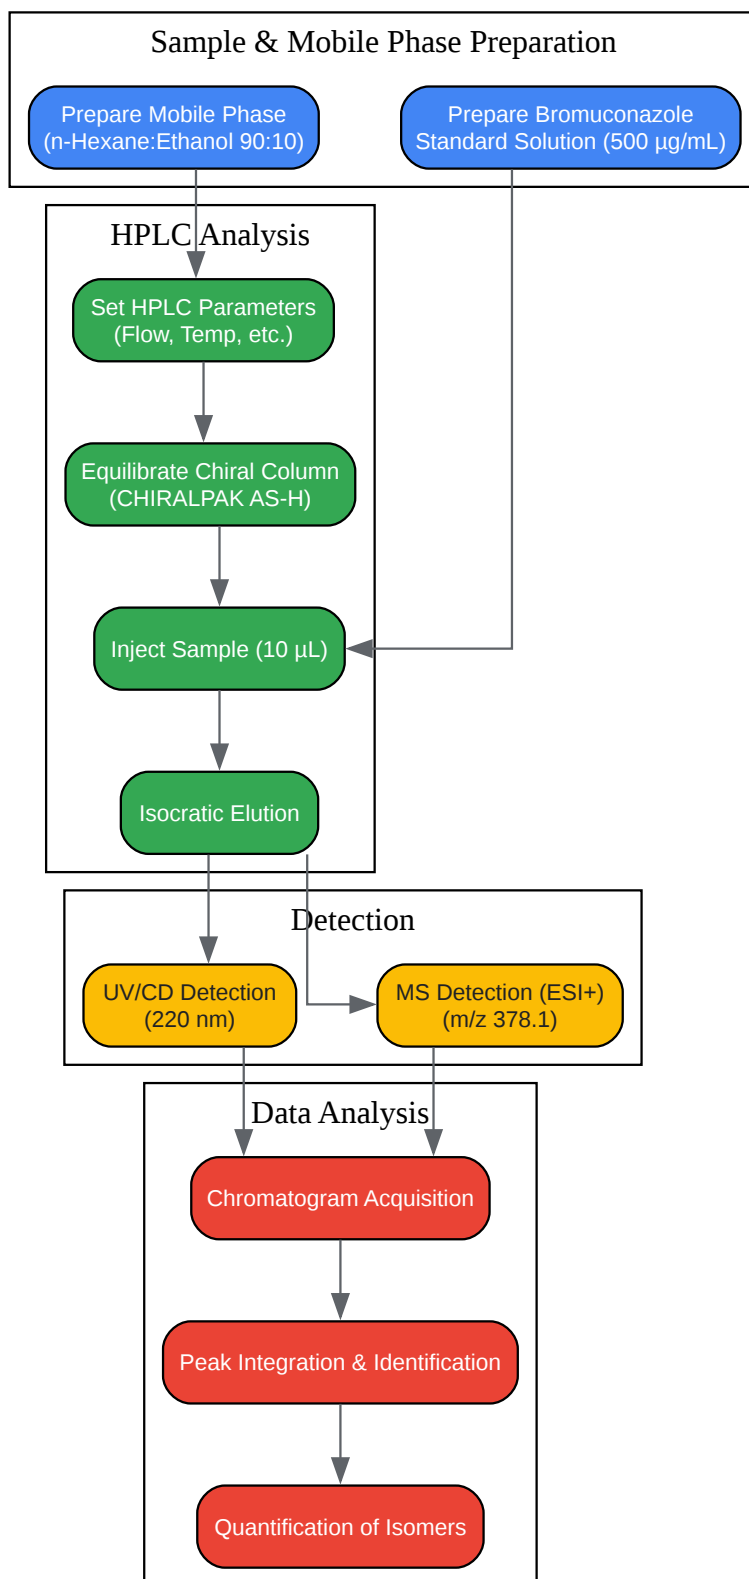 Sample & Mobile Phase Preparation
Prepare Mobile Phase
(n-Hexane:Ethanol 90:10)
Prepare Bromuconazole
Standard Solution (500 µg/mL)
HPLC Analysis
Set HPLC Parameters
(Flow, Temp, etc.)
Equilibrate Chiral Column
(CHIRALPAK AS-H)
Inject Sample (10 µL)
Isocratic Elution
Detection
UV/CD Detection
(220 nm)
MS Detection (ESI+)
(m/z 378.1)
Data Analysis
Chromatogram Acquisition
Peak Integration & Identification
Quantification of Isomers